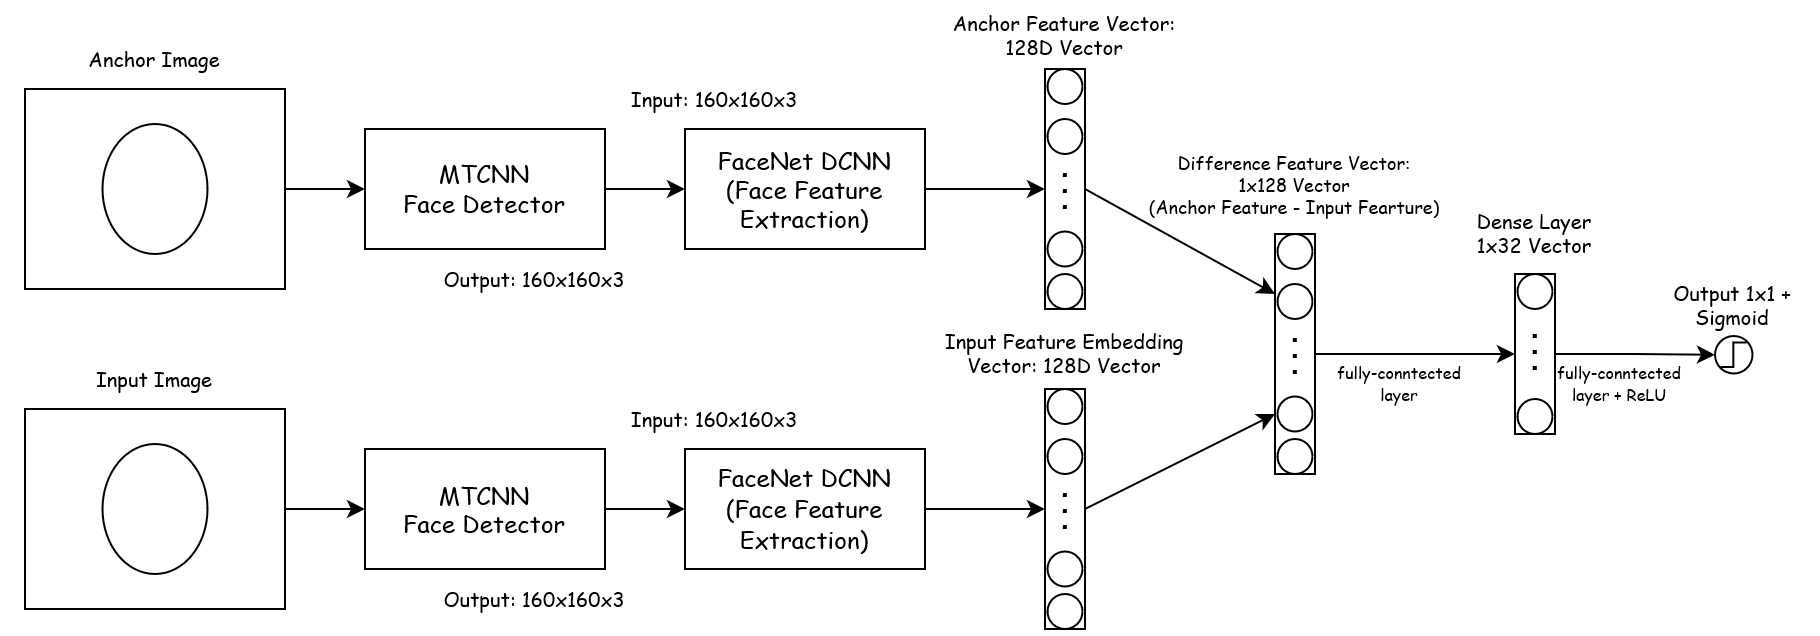 Anchor Image
MTCNN
Face Detector
Output: 160x160x3
Input: 160x160x3
FaceNet DCNN
(Face Feature
Extraction)
Anchor Feature Vector:
128D Vector
Input Image
MTCNN
Face Detector
Output: 160x160x3
Input: 160x160x3
FaceNet DCNN
(Face Feature
Extraction)
Input Feature Embedding
Vector: 128D Vector
Difference Feature Vector:
1x128 Vector
(Anchor Feature - Input Fearture)
fully-conntected
layer
Dense Layer
1x32 Vector
fully-conntected
layer + ReLU
Output 1x1 +
Sigmoid